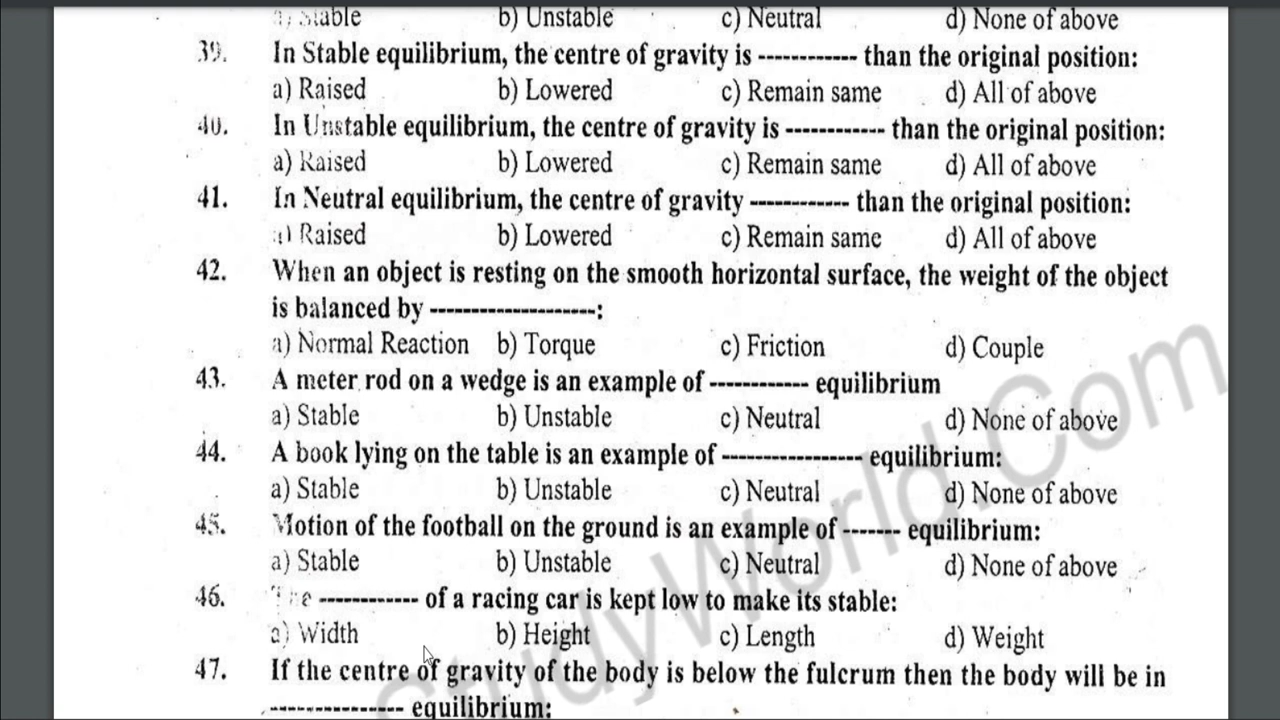 a) Stable b) Unstable c) Neutral d) None of above
39. In Stable equilibrium, the centre of gravity is ------------ than the original position:
a) Raised b) Lowered c) Remain same d) All of above
40. In Unstable equilibrium, the centre of gravity is ------------ than the original position:
a) Raised b) Lowered c) Remain same d) All of above
41. In Neutral equilibrium, the centre of gravity ------------ than the original position:
a) Raised b) Lowered c) Remain same d) All of above
42. When an object is resting on the smooth horizontal surface, the weight of the object
is balanced by --------------------:
a) Normal Reaction b) Torque c) Friction d) Couple
43. A meter rod on a wedge is an example of ------------ equilibrium
a) Stable b) Unstable c) Neutral d) None of above
44. A book lying on the table is an example of ----------------- equilibrium:
a) Stable b) Unstable c) Neutral d) None of above
45. Motion of the football on the ground is an example of ------- equilibrium:
a) Stable b) Unstable c) Neutral d) None of above
46. The ------------ of a racing car is kept low to make its stable:
a) Width b) Height c) Length d) Weight
47. If the centre of gravity of the body is below the fulcrum then the body will be in
---------------- equilibrium:
StudyWorld.Com